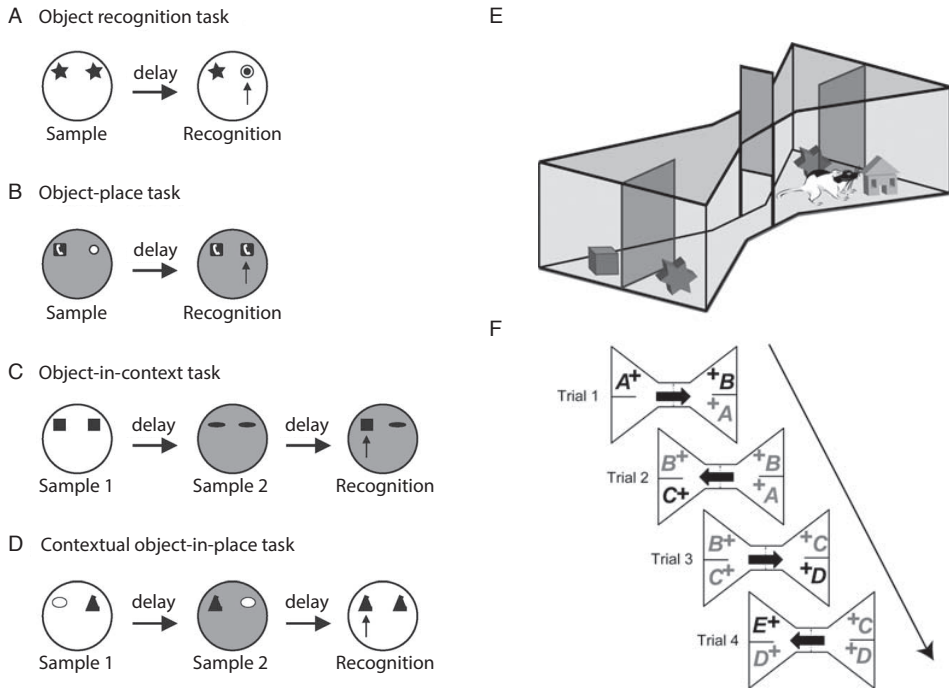 A Object recognition task
delay
Sample Recognition
B Object-place task
delay
Sample Recognition
C Object-in-context task
delay delay
Sample 1 Sample 2 Recognition
D Contextual object-in-place task
delay delay
Sample 1 Sample 2 Recognition
E
F
Trial 1
A+ +B
+A
Trial 2
B+ +B
C+ +A
Trial 3
B+ +C
C+ +D
Trial 4
E+ +C
D+ +D